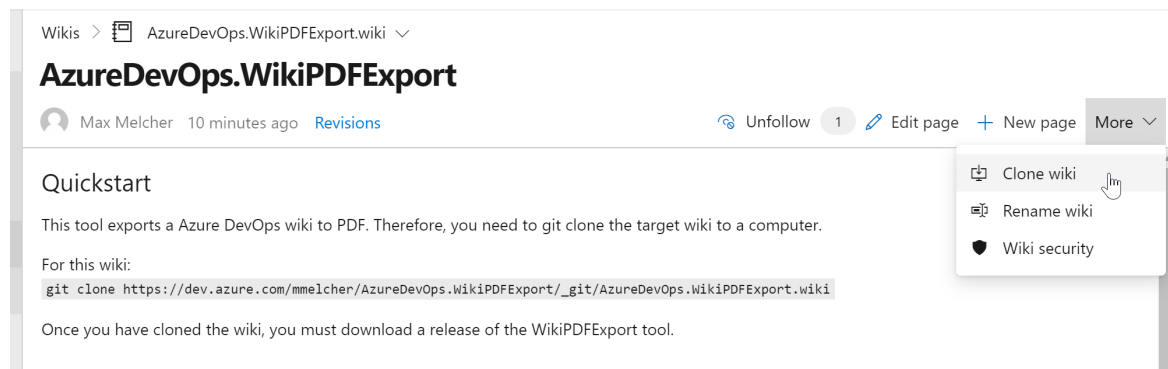 Wikis > AzureDevOps.WikiPDFExport.wiki
AzureDevOps.WikiPDFExport
Max Melcher 10 minutes ago Revisions
Unfollow 1 Edit page + New page More
Clone wiki
Rename wiki
Wiki security
Quickstart
This tool exports a Azure DevOps wiki to PDF. Therefore, you need to git clone the target wiki to a computer.
For this wiki:
git clone https://dev.azure.com/mmelcher/AzureDevOps.WikiPDFExport/_git/AzureDevOps.WikiPDFExport.wiki
Once you have cloned the wiki, you must download a release of the WikiPDFExport tool.